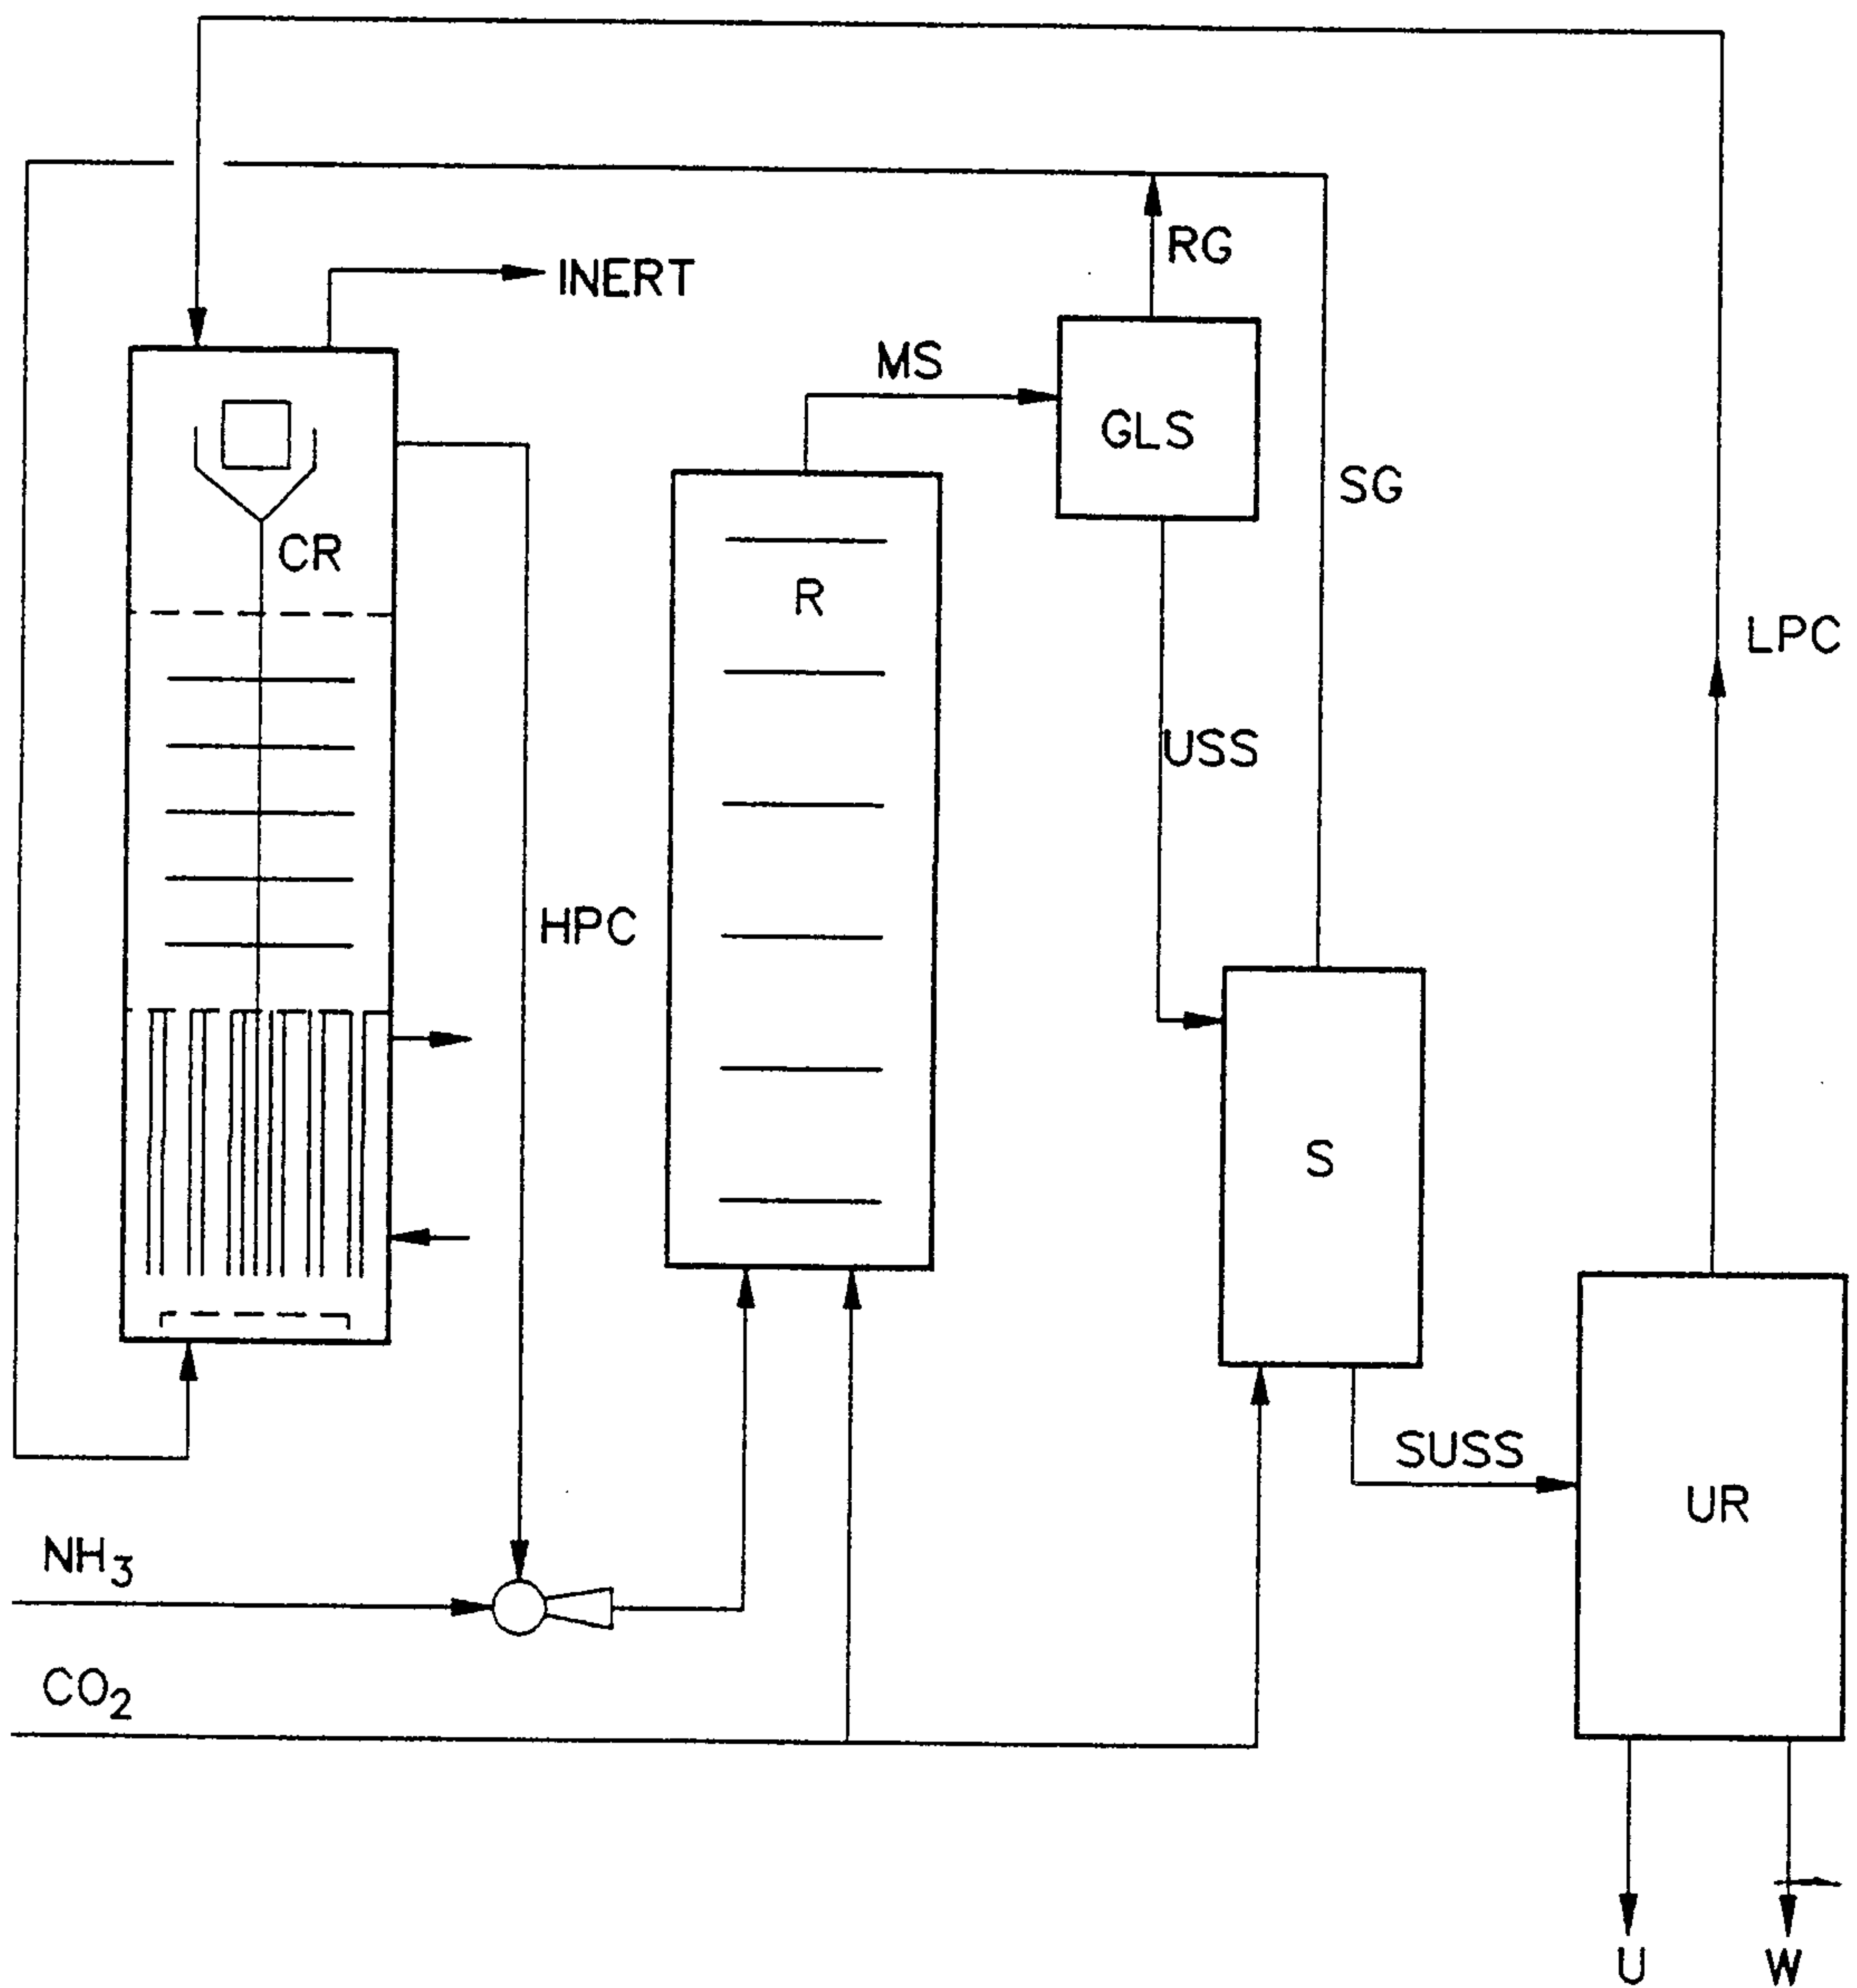 RG
INERT
MS
GLS
SG
CR
R
LPC
USS
HPC
S
SUSS
UR
NH₃
CO₂
U
W